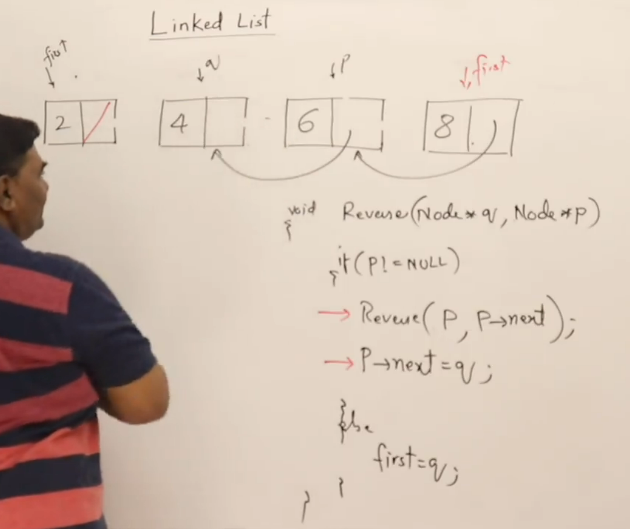 Linked List
first
q
p
first
2
4
6
8
void Reverse(Node*q, Node*P)
{
if(P!=NULL)
{
→ Reverse(P, P→next);
→ P→next=q;
}
else
first=q;
}
}